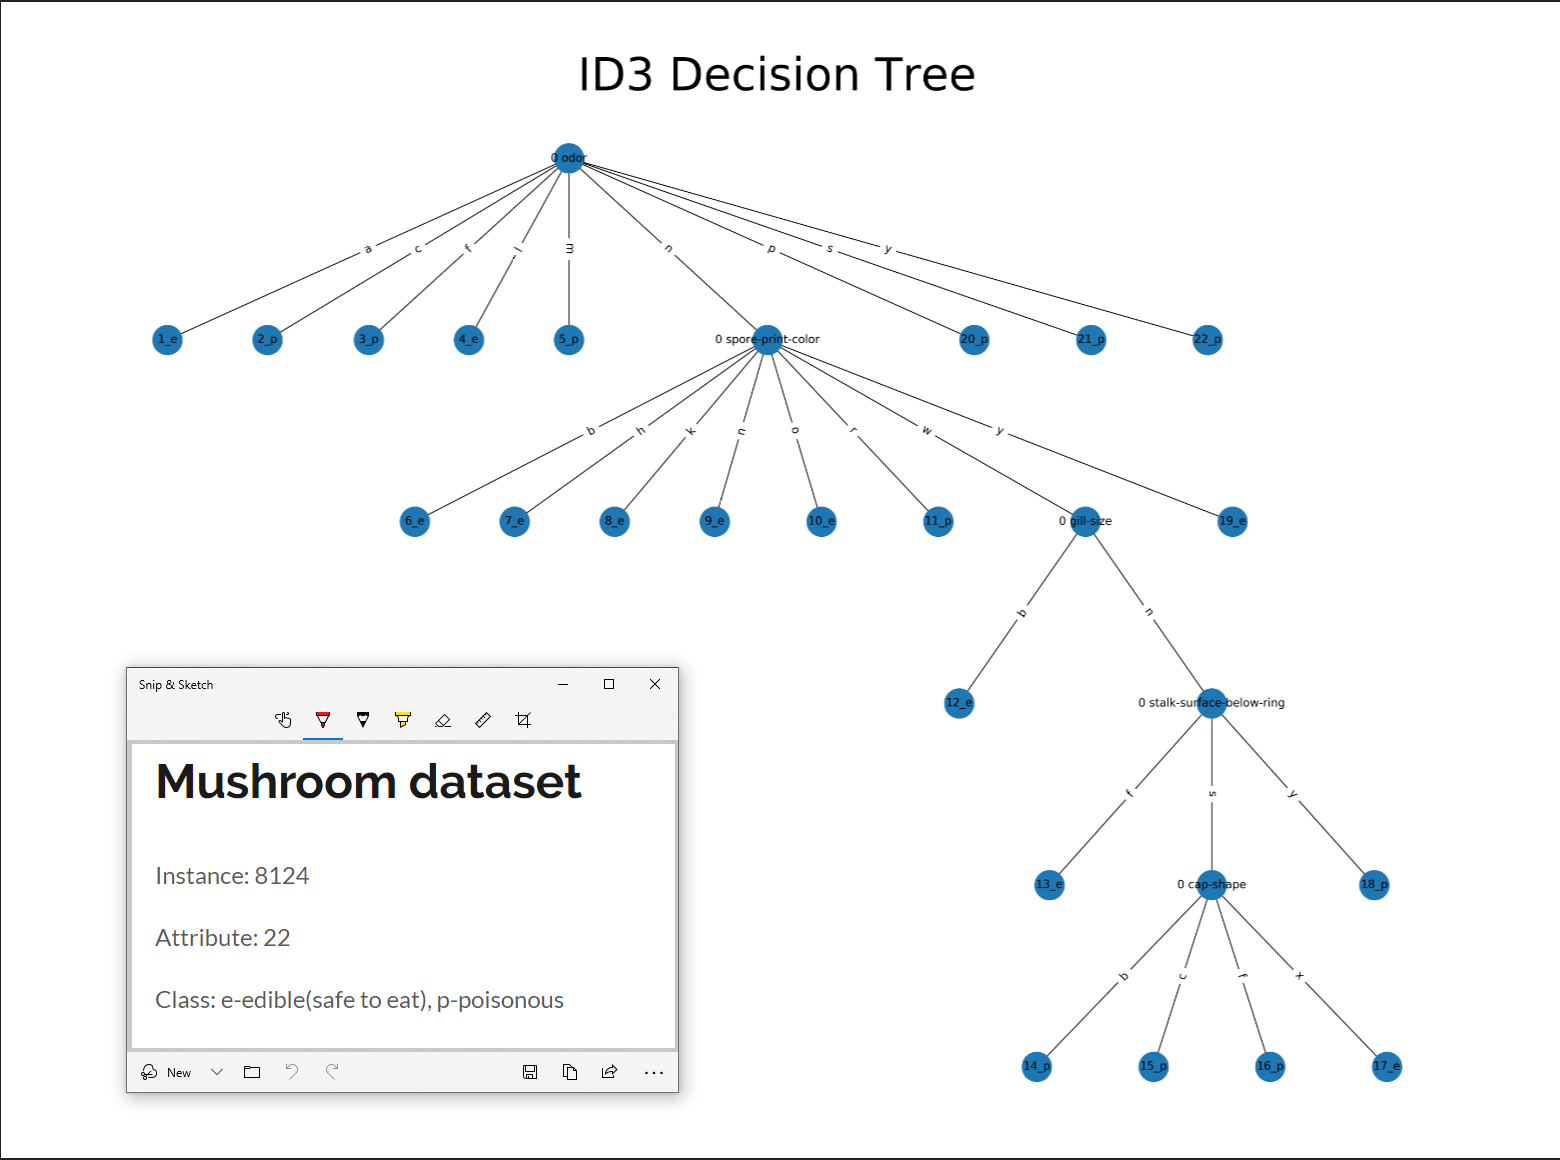 ID3 Decision Tree
0 odor
a c f l m n p s y
1_e 2_p 3_p 4_e 5_p 0 spore-print-color 20_p 21_p 22_p
b h k n o r w y
6_e 7_e 8_e 9_e 10_e 11_p 0 gill-size 19_e
b n
12_e 0 stalk-surface-below-ring
f s y
13_e 0 cap-shape 18_p
b c f x
14_p 15_p 16_p 17_e
Snip & Sketch
Mushroom dataset
Instance: 8124
Attribute: 22
Class: e-edible(safe to eat), p-poisonous
New